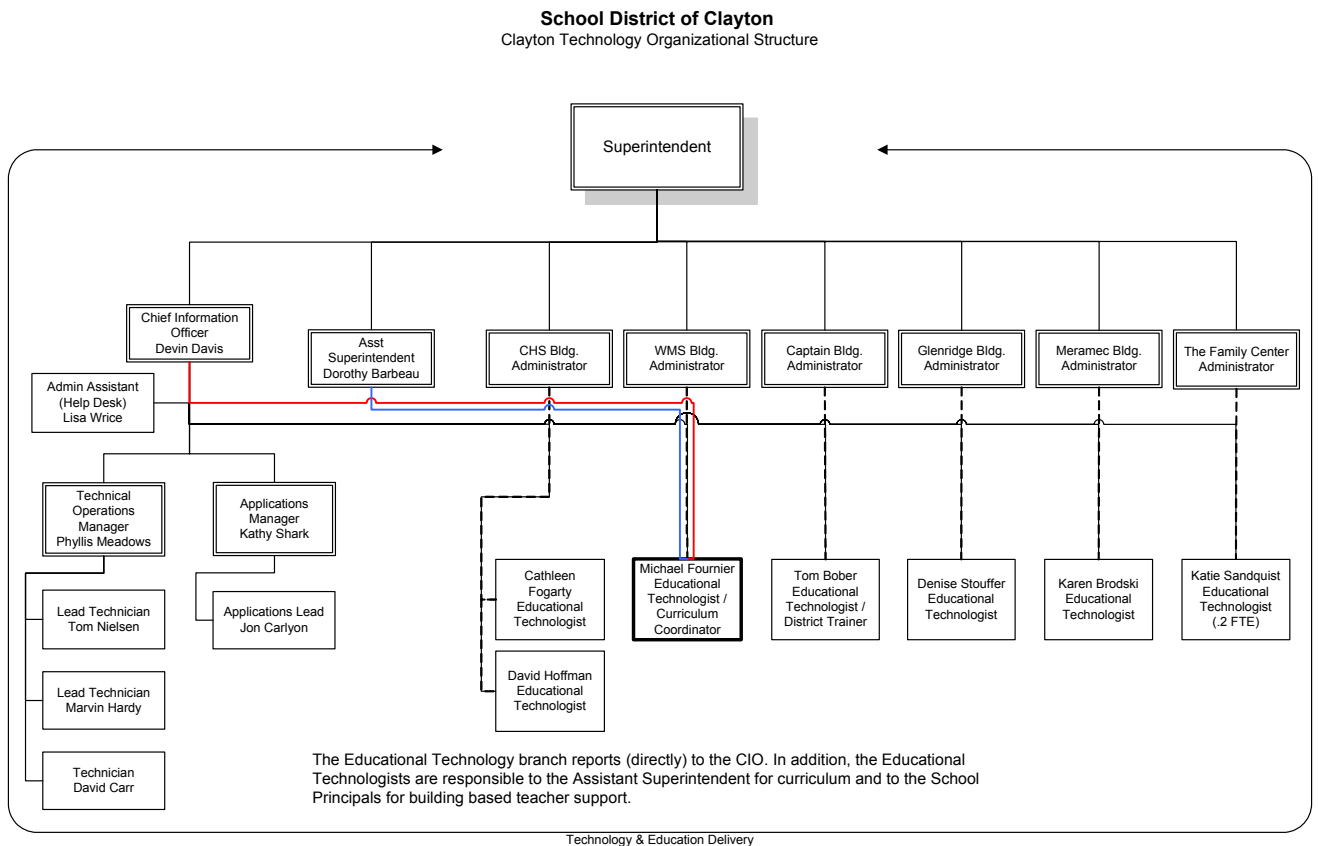 School District of Clayton
Clayton Technology Organizational Structure
Superintendent
Chief Information
Officer
Devin Davis
Asst
Superintendent
Dorothy Barbeau
CHS Bldg.
Administrator
WMS Bldg.
Administrator
Captain Bldg.
Administrator
Glenridge Bldg.
Administrator
Meramec Bldg.
Administrator
The Family Center
Administrator
Admin Assistant
(Help Desk)
Lisa Wrice
Technical
Operations
Manager
Phyllis Meadows
Applications
Manager
Kathy Shark
Lead Technician
Tom Nielsen
Applications Lead
Jon Carlyon
Lead Technician
Marvin Hardy
Technician
David Carr
Cathleen
Fogarty
Educational
Technologist
David Hoffman
Educational
Technologist
Michael Fournier
Educational
Technologist /
Curriculum
Coordinator
Tom Bober
Educational
Technologist /
District Trainer
Denise Stouffer
Educational
Technologist
Karen Brodski
Educational
Technologist
Katie Sandquist
Educational
Technologist
(.2 FTE)
The Educational Technology branch reports (directly) to the CIO. In addition, the Educational
Technologists are responsible to the Assistant Superintendent for curriculum and to the School
Principals for building based teacher support.
Technology & Education Delivery